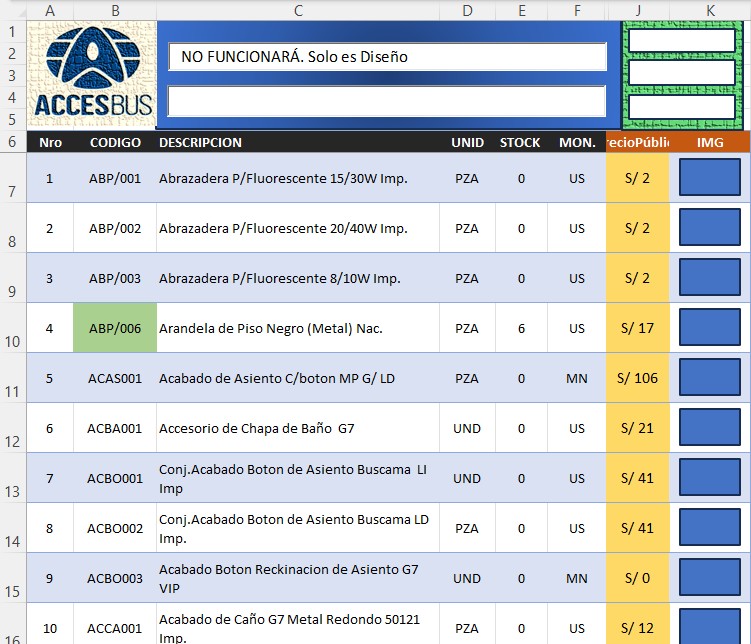 A B C D E F J K
1
2 NO FUNCIONARÁ. Solo es Diseño
3
4
ACCESBUS
5
6 Nro CODIGO DESCRIPCION UNID STOCK MON. recioPúbli IMG
7 1 ABP/001 Abrazadera P/Fluorescente 15/30W Imp. PZA 0 US S/ 2
8 2 ABP/002 Abrazadera P/Fluorescente 20/40W Imp. PZA 0 US S/ 2
9 3 ABP/003 Abrazadera P/Fluorescente 8/10W Imp. PZA 0 US S/ 2
10 4 ABP/006 Arandela de Piso Negro (Metal) Nac. PZA 6 US S/ 17
11 5 ACAS001 Acabado de Asiento C/boton MP G/ LD PZA 0 MN S/ 106
12 6 ACBA001 Accesorio de Chapa de Baño  G7 UND 0 US S/ 21
13 7 ACBO001 Conj.Acabado Boton de Asiento Buscama  LI
Imp UND 0 US S/ 41
14 8 ACBO002 Conj.Acabado Boton de Asiento Buscama LD
Imp. PZA 0 US S/ 41
15 9 ACBO003 Acabado Boton Reckinacion de Asiento G7
VIP UND 0 MN S/ 0
16 10 ACCA001 Acabado de Caño G7 Metal Redondo 50121
Imp. PZA 0 US S/ 12